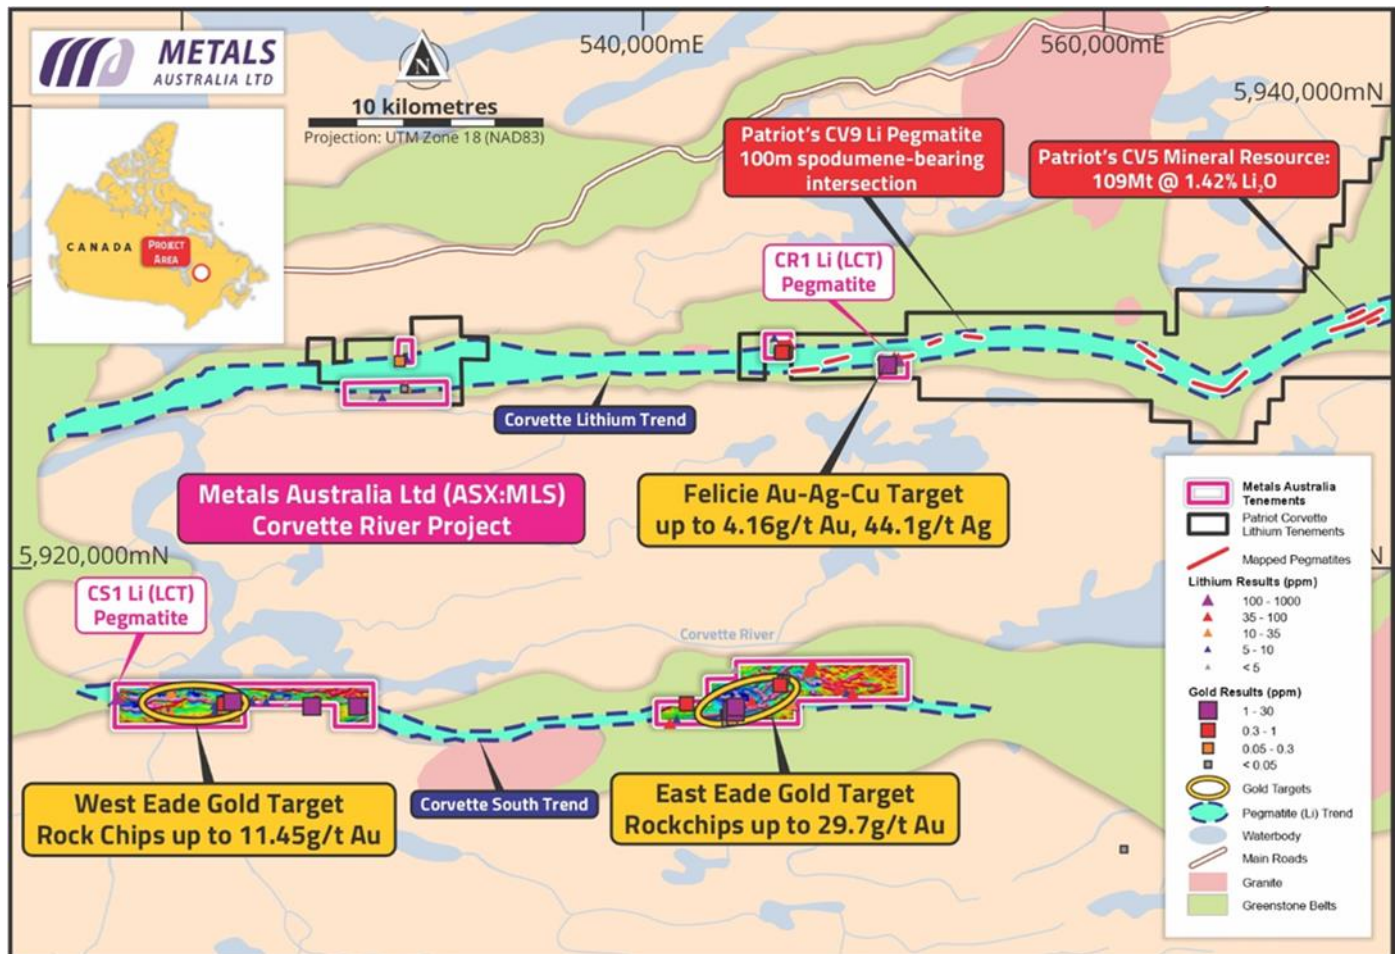 METALS
AUSTRALIA LTD
N
10 kilometres
Projection: UTM Zone 18 (NAD83)
540,000mE
560,000mE
5,940,000mN
CANADA
PROJECT
AREA
Patriot's CV9 Li Pegmatite
100m spodumene-bearing
intersection
Patriot's CV5 Mineral Resource:
109Mt @ 1.42% Li₂O
CR1 Li (LCT)
Pegmatite
Corvette Lithium Trend
Metals Australia Ltd (ASX:MLS)
Corvette River Project
Felicie Au-Ag-Cu Target
up to 4.16g/t Au, 44.1g/t Ag
5,920,000mN
N
CS1 Li (LCT)
Pegmatite
Corvette River
West Eade Gold Target
Rock Chips up to 11.45g/t Au
Corvette South Trend
East Eade Gold Target
Rockchips up to 29.7g/t Au
Metals Australia
Tenements
Patriot Corvette
Lithium Tenements
Mapped Pegmatites
Lithium Results (ppm)
100 - 1000
35 - 100
10 - 35
5 - 10
< 5
Gold Results (ppm)
1 - 30
0.3 - 1
0.05 - 0.3
< 0.05
Gold Targets
Pegmatite (Li) Trend
Waterbody
Main Roads
Granite
Greenstone Belts